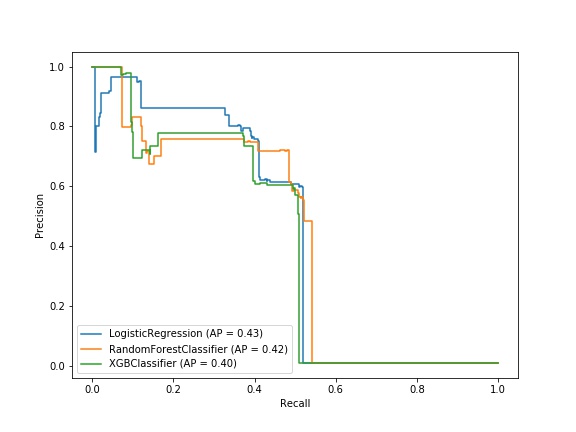 1.0
0.8
0.6
0.4
0.2
0.0
Precision
LogisticRegression (AP = 0.43)
RandomForestClassifier (AP = 0.42)
XGBClassifier (AP = 0.40)
0.0 0.2 0.4 0.6 0.8 1.0
Recall